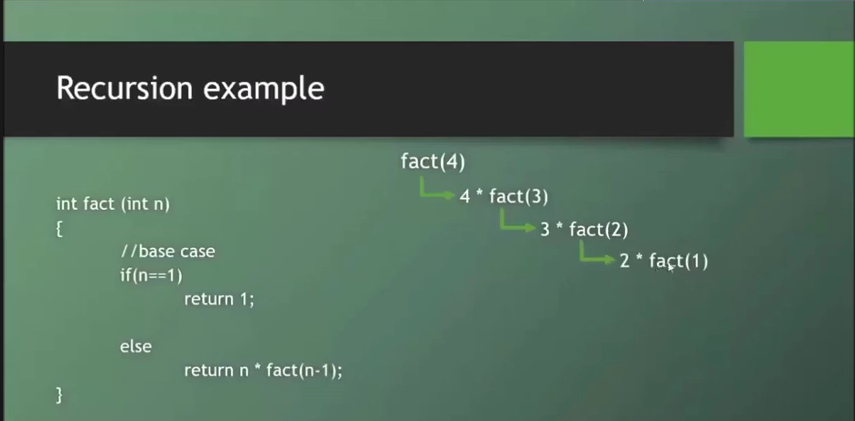 Recursion example
int fact (int n)
{
//base case
if(n==1)
return 1;
else
return n * fact(n-1);
}
fact(4)
4 * fact(3)
3 * fact(2)
2 * fact(1)